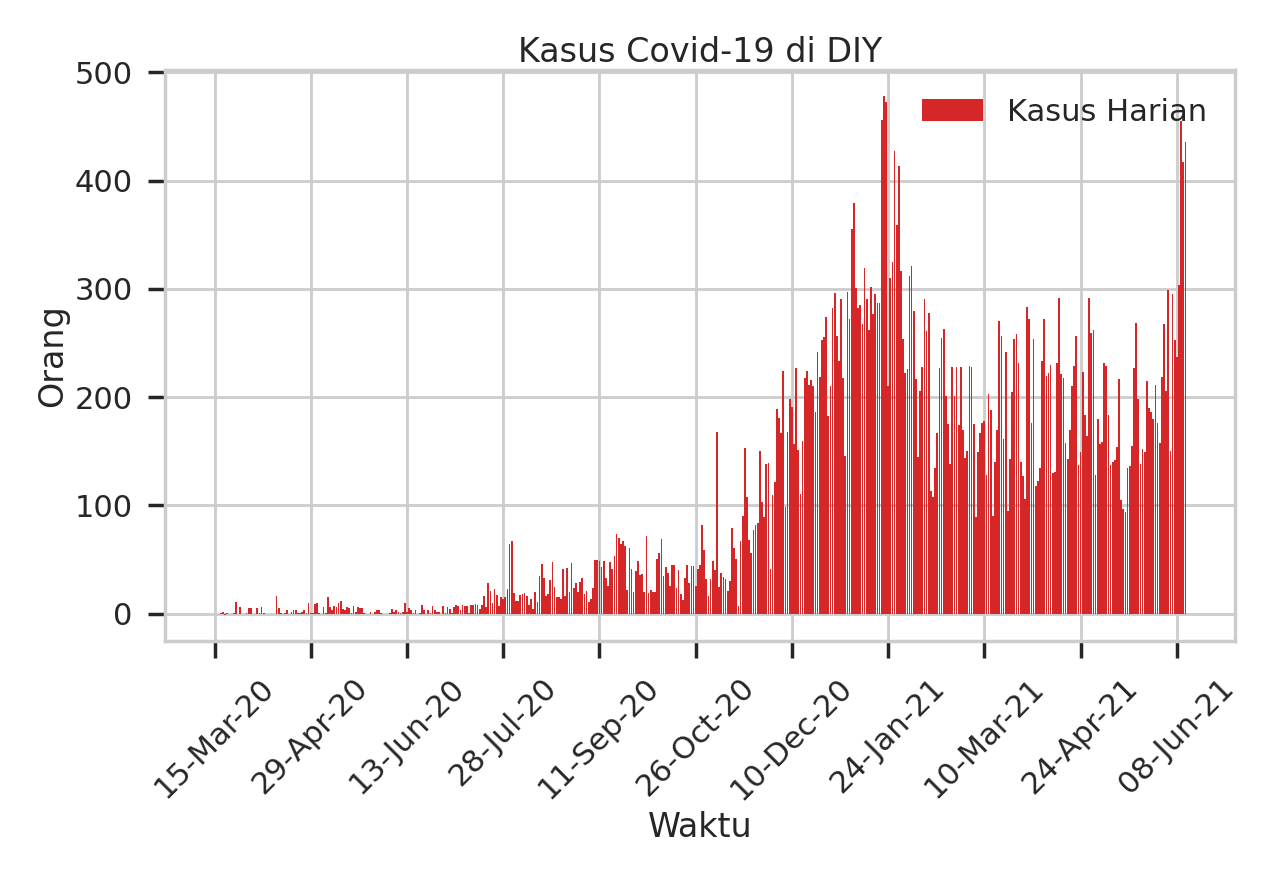 Kasus Covid-19 di DIY
500
400
300
200
100
0
Orang
Kasus Harian
15-Mar-20
29-Apr-20
13-Jun-20
28-Jul-20
11-Sep-20
26-Oct-20
10-Dec-20
24-Jan-21
10-Mar-21
24-Apr-21
08-Jun-21
Waktu